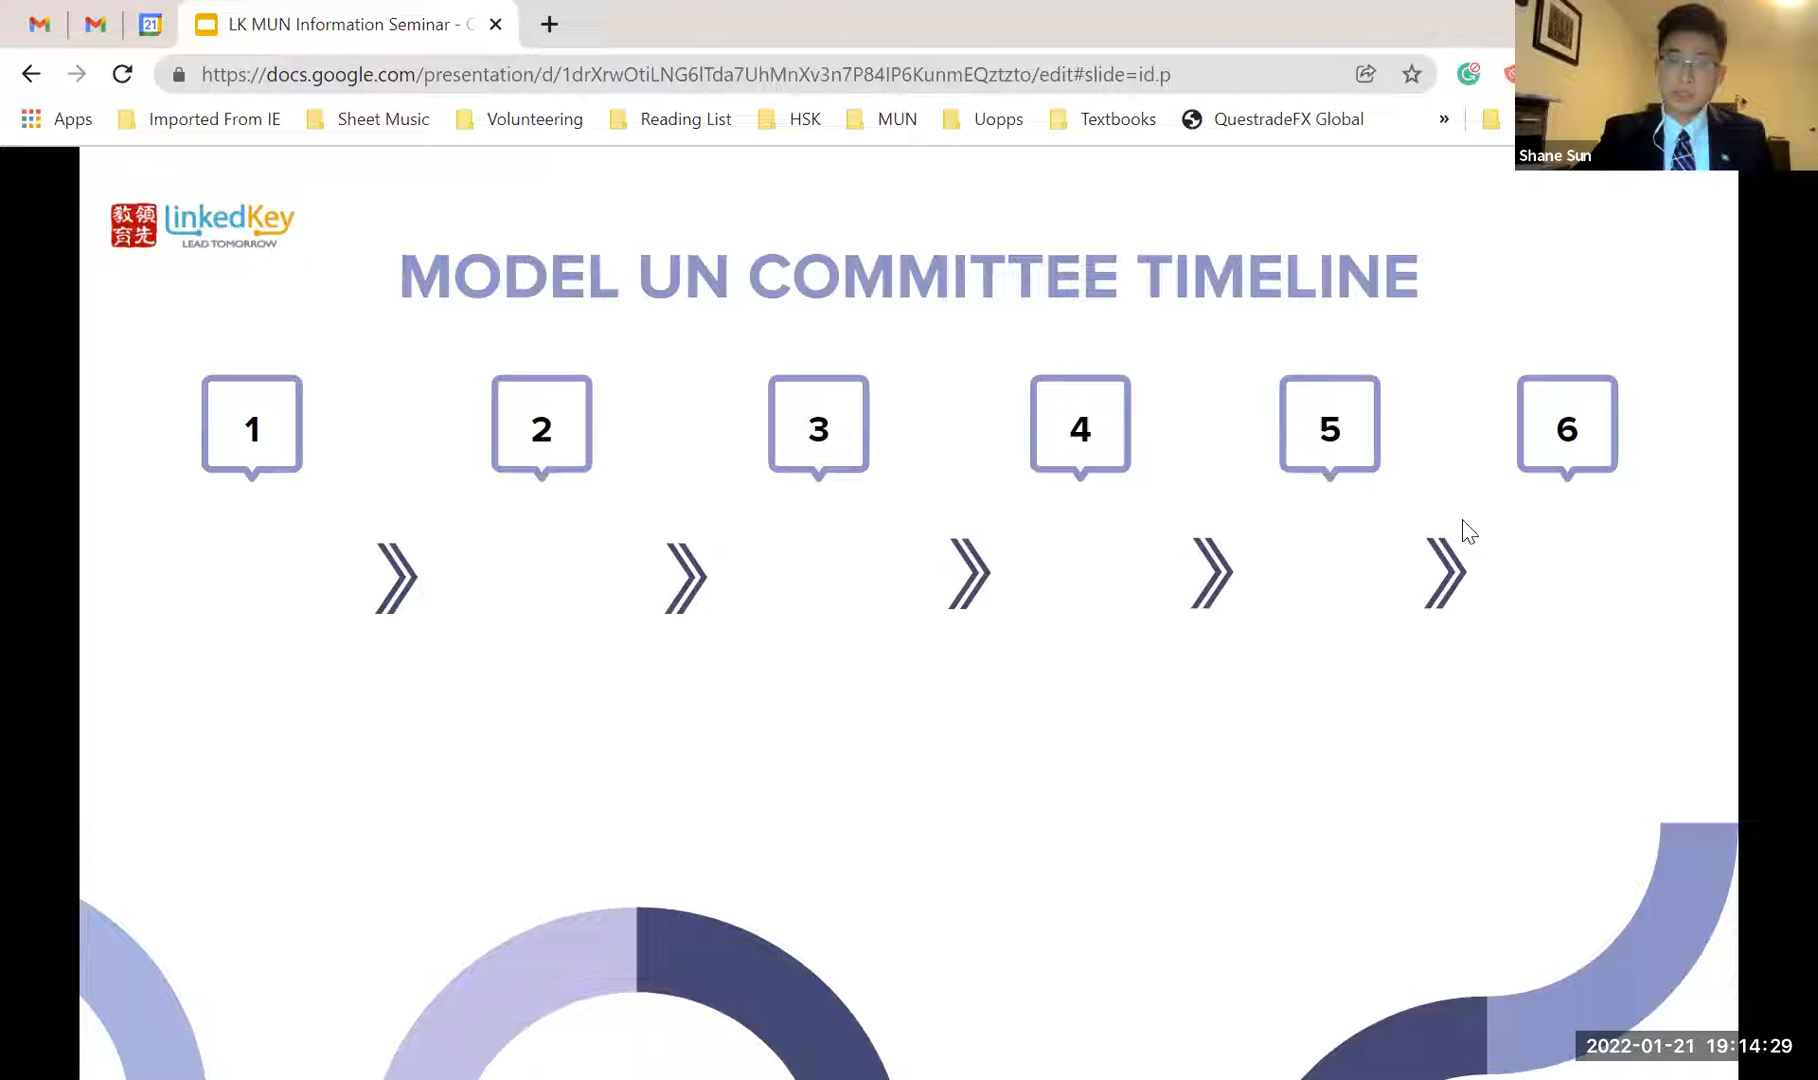 21
LK MUN Information Seminar - 
https://docs.google.com/presentation/d/1drXrwOtiLNG6lTda7UhMnXv3n7P84IP6KunmEQztzto/edit#slide=id.p
Apps
Imported From IE
Sheet Music
Volunteering
Reading List
HSK
MUN
Uopps
Textbooks
QuestradeFX Global
»
Shane Sun
領先教育
LinkedKey
LEAD TOMORROW
MODEL UN COMMITTEE TIMELINE
1
2
3
4
5
6
2022-01-21 19:14:29